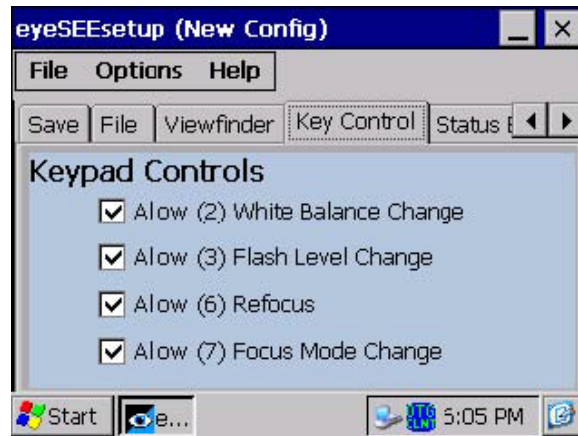 eyeSEEsetup (New Config)
File Options Help
Save File Viewfinder Key Control Status
Keypad Controls
Alow (2) White Balance Change
Alow (3) Flash Level Change
Alow (6) Refocus
Alow (7) Focus Mode Change
Start e... 5:05 PM